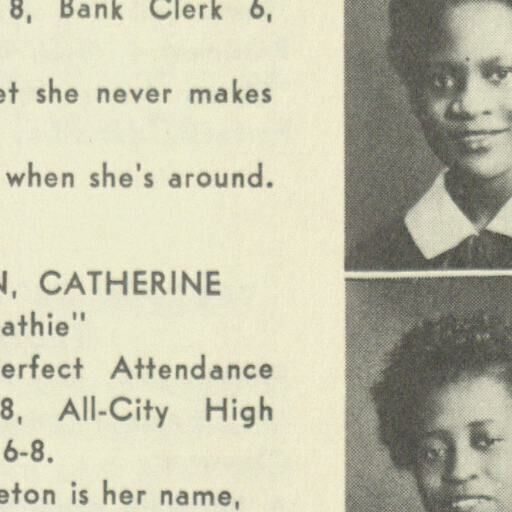 8, Bank Clerk 6,
et she never makes
when she's around.
N, CATHERINE
athie"
erfect Attendance
8, All-City High
6-8.
eton is her name,